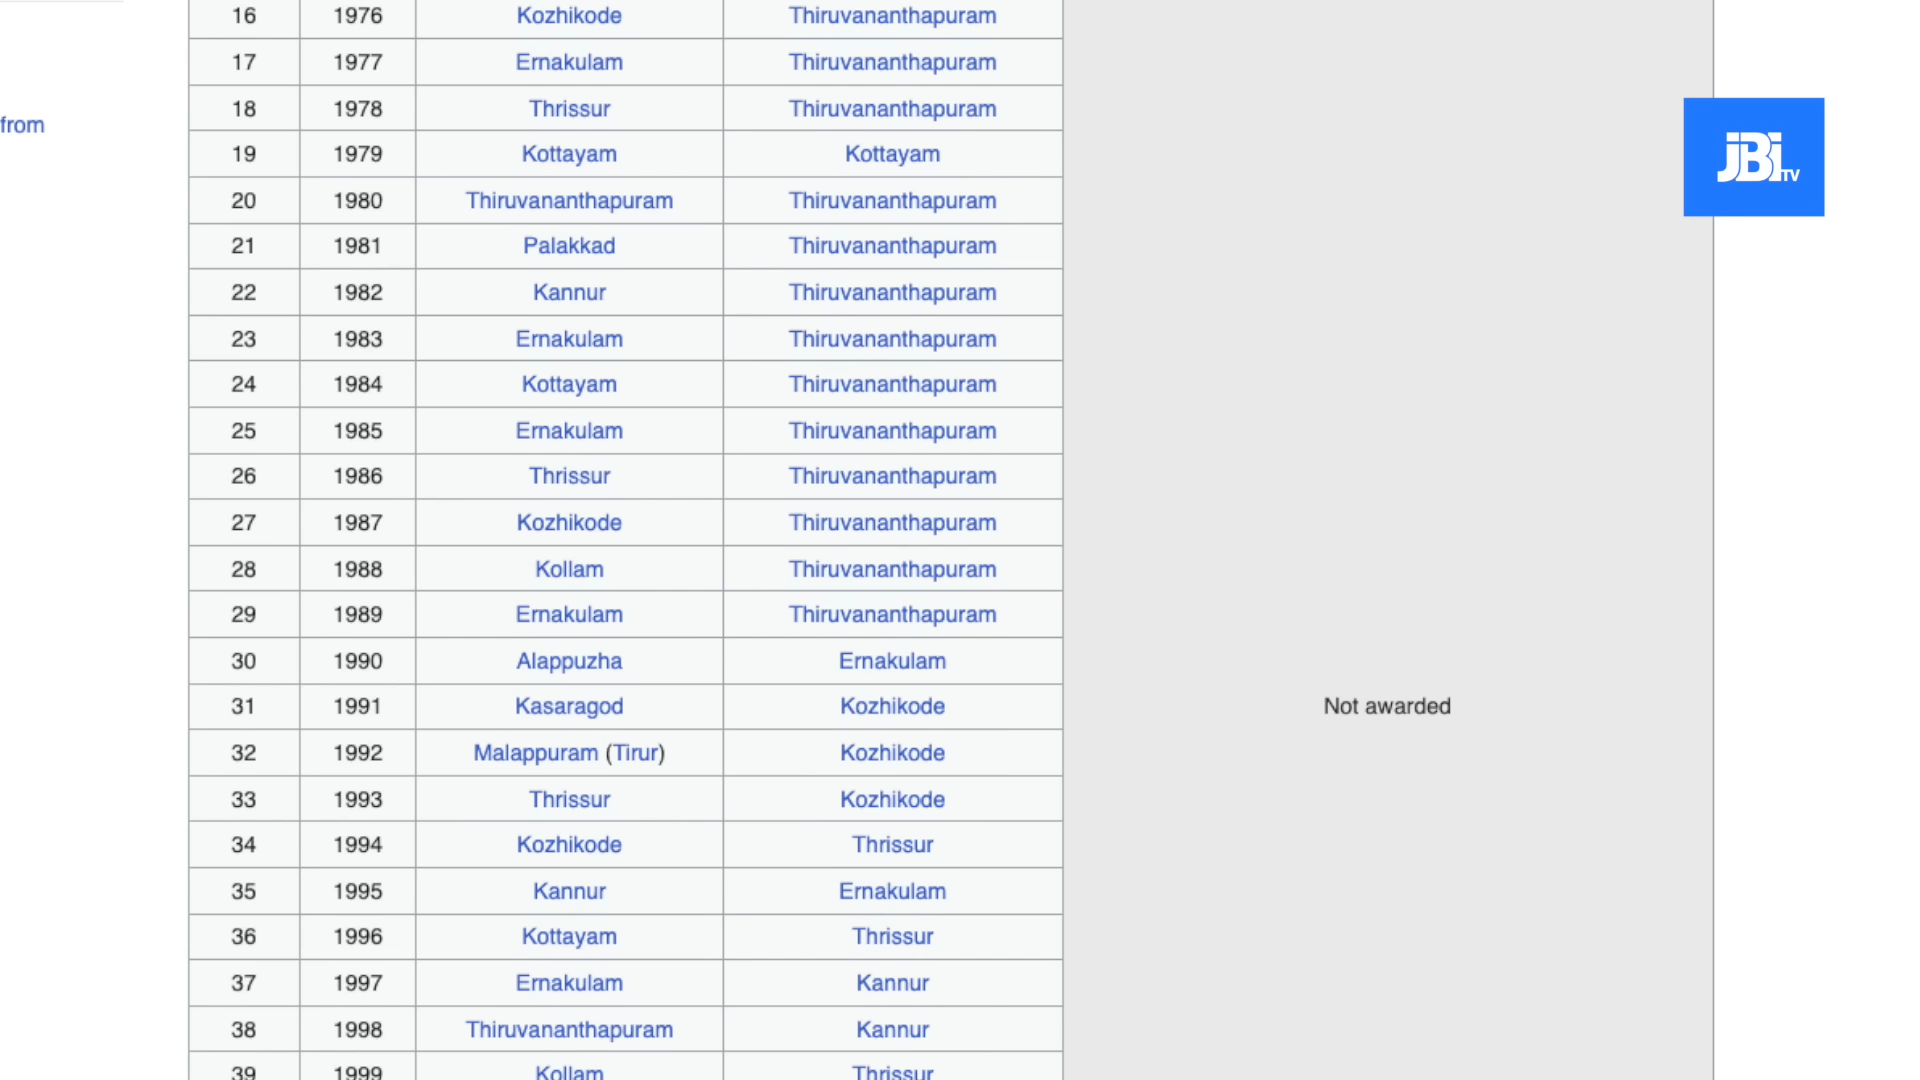 16 1976 Kozhikode Thiruvananthapuram
17 1977 Ernakulam Thiruvananthapuram
18 1978 Thrissur Thiruvananthapuram
from
19 1979 Kottayam Kottayam
JBI TV
20 1980 Thiruvananthapuram Thiruvananthapuram
21 1981 Palakkad Thiruvananthapuram
22 1982 Kannur Thiruvananthapuram
23 1983 Ernakulam Thiruvananthapuram
24 1984 Kottayam Thiruvananthapuram
25 1985 Ernakulam Thiruvananthapuram
26 1986 Thrissur Thiruvananthapuram
27 1987 Kozhikode Thiruvananthapuram
28 1988 Kollam Thiruvananthapuram
29 1989 Ernakulam Thiruvananthapuram
30 1990 Alappuzha Ernakulam
31 1991 Kasaragod Kozhikode Not awarded
32 1992 Malappuram (Tirur) Kozhikode
33 1993 Thrissur Kozhikode
34 1994 Kozhikode Thrissur
35 1995 Kannur Ernakulam
36 1996 Kottayam Thrissur
37 1997 Ernakulam Kannur
38 1998 Thiruvananthapuram Kannur
39 1999 Kollam Thrissur